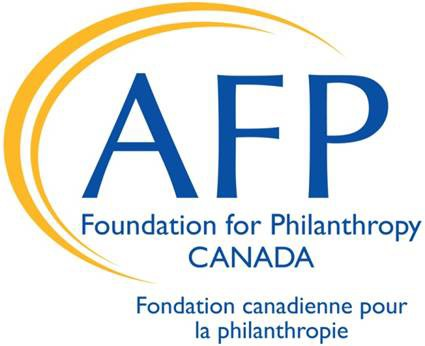 AFP
Foundation for Philanthropy
CANADA
Fondation canadienne pour
la philanthropie